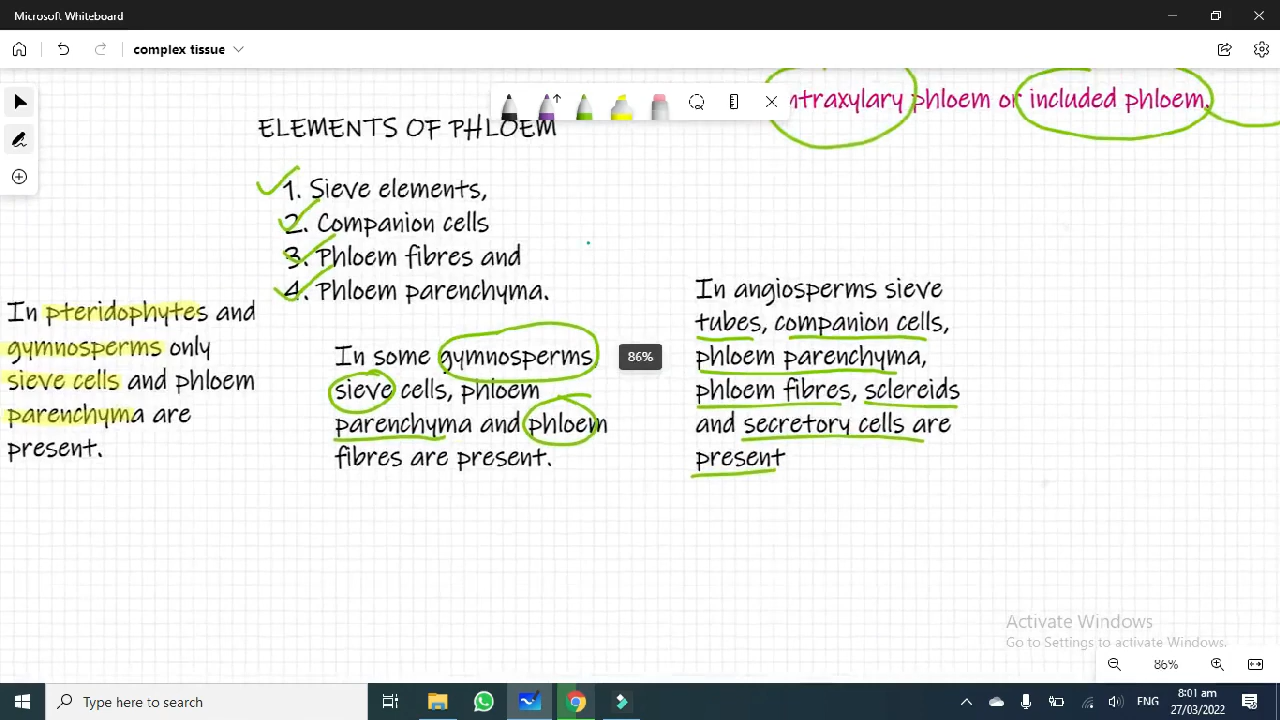 Microsoft Whiteboard
complex tissue
ntraxylary phloem or included phloem.
ELEMENTS OF PHLOEM
1. Sieve elements,
2. Companion cells
3. Phloem fibres and
4. Phloem parenchyma.
In pteridophytes and
gymnosperms only
sieve cells and phloem
parenchyma are
present.
In some gymnosperms
sieve cells, phloem
parenchyma and phloem
fibres are present.
86%
In angiosperms sieve
tubes, companion cells,
phloem parenchyma,
phloem fibres, sclereids
and secretory cells are
present
Activate Windows
Go to Settings to activate Windows.
86%
Type here to search
ENG
8:01 am
27/03/2022